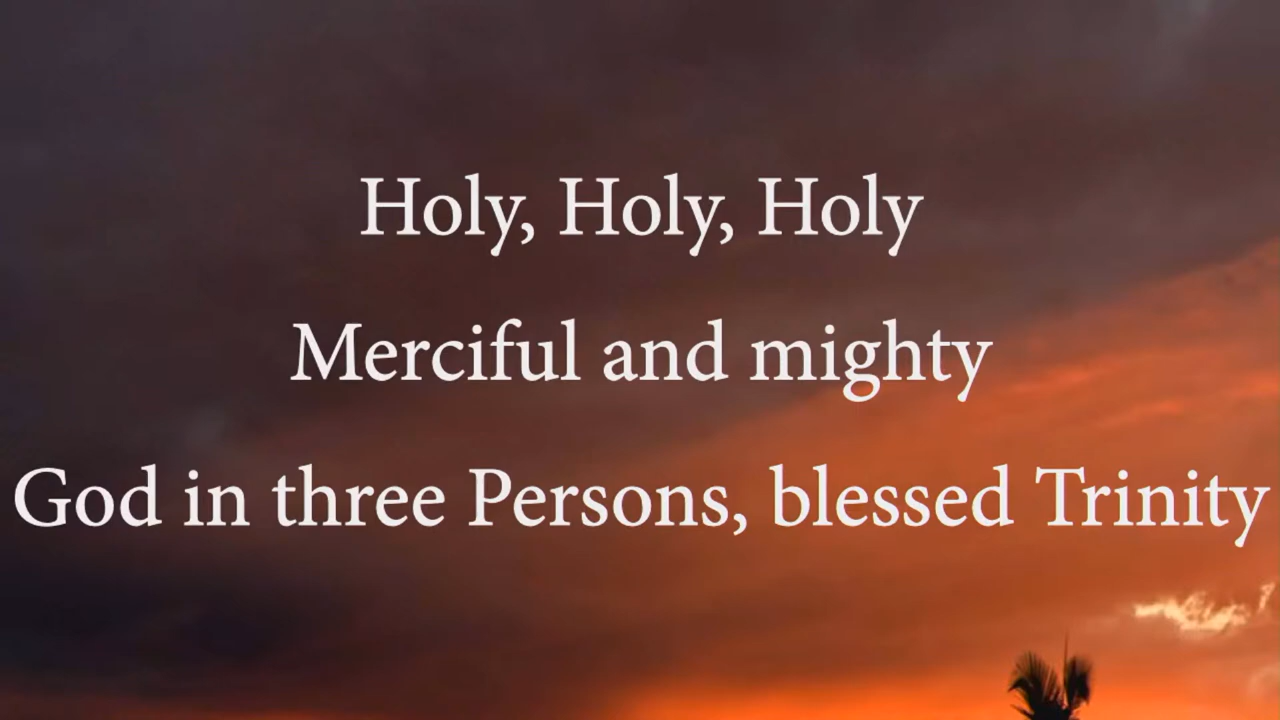 Holy, Holy, Holy
Merciful and mighty
God in three Persons, blessed Trinity